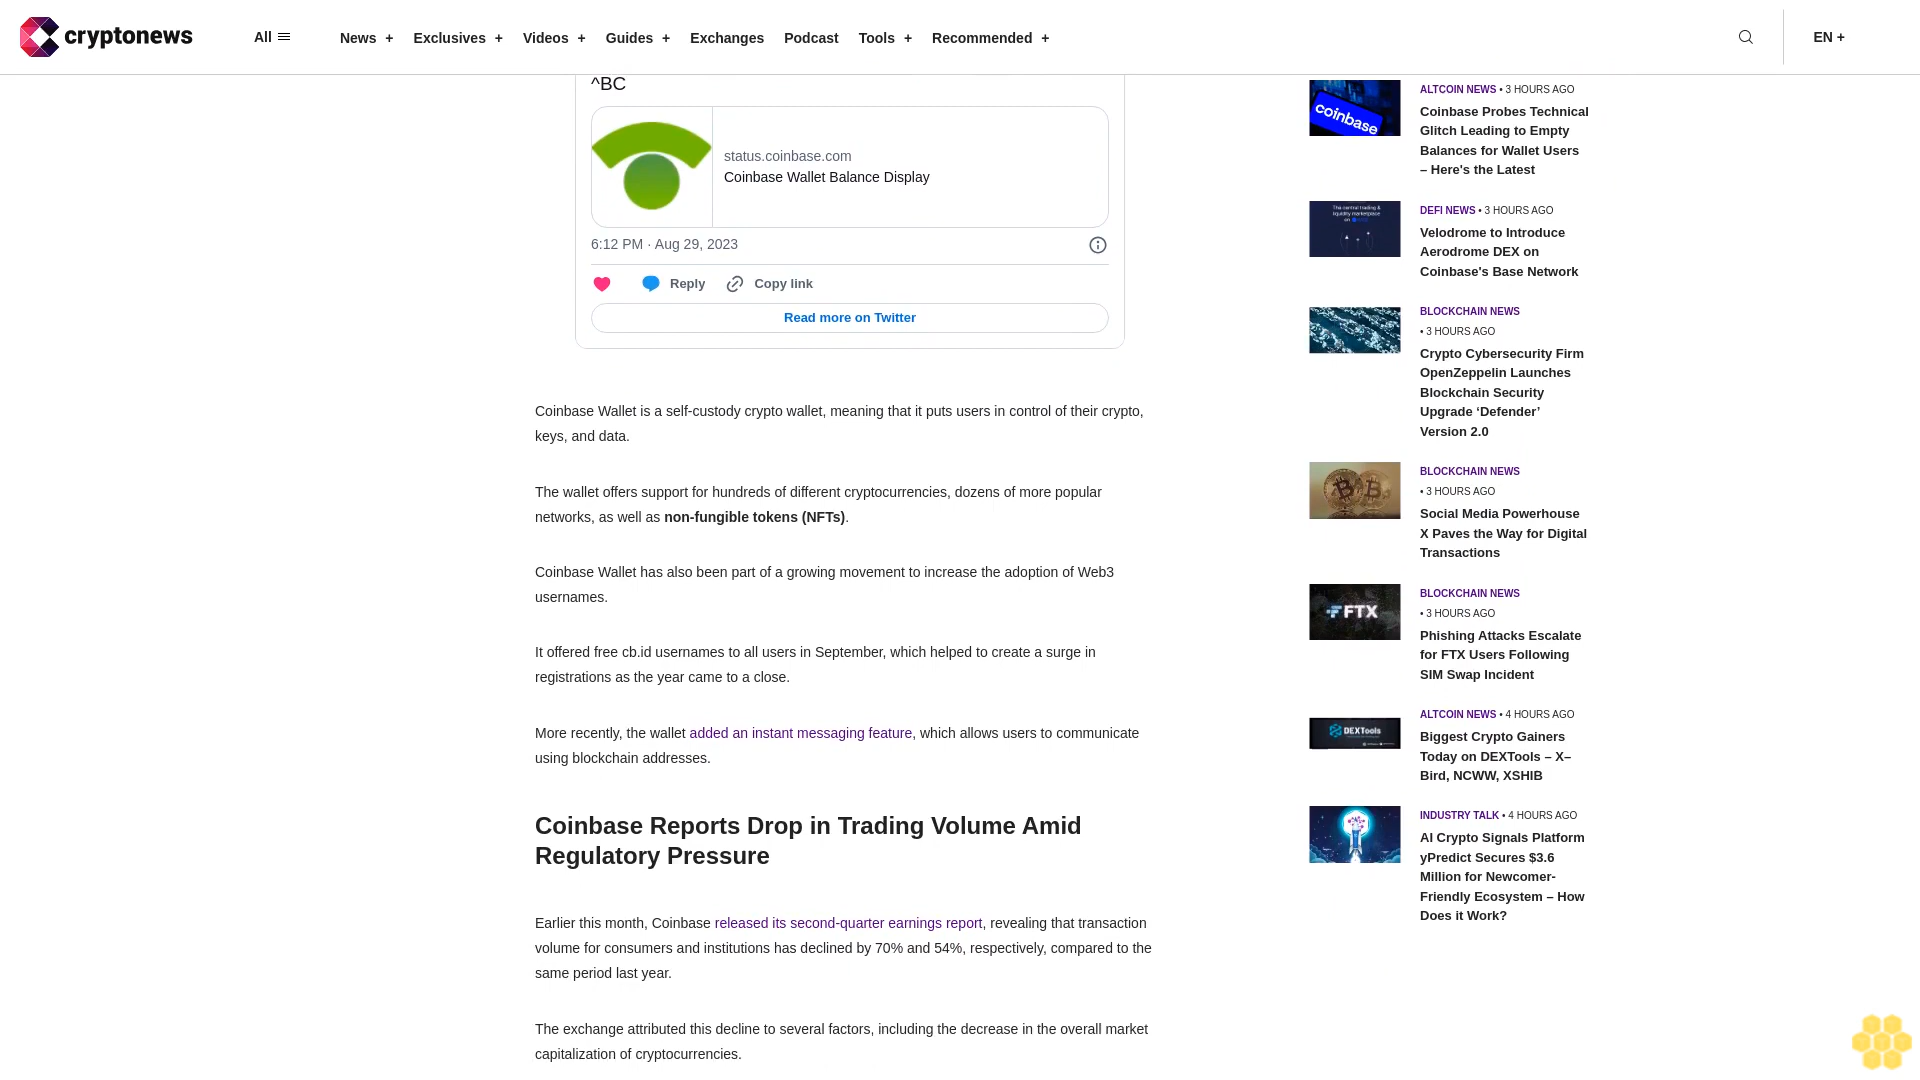 cryptonews
All
News +
Exclusives +
Videos +
Guides +
Exchanges
Podcast
Tools +
Recommended +
EN +
^BC
status.coinbase.com
Coinbase Wallet Balance Display
6:12 PM · Aug 29, 2023
Reply
Copy link
Read more on Twitter
Coinbase Wallet is a self-custody crypto wallet, meaning that it puts users in control of their crypto,
keys, and data.
The wallet offers support for hundreds of different cryptocurrencies, dozens of more popular
networks, as well as non-fungible tokens (NFTs).
Coinbase Wallet has also been part of a growing movement to increase the adoption of Web3
usernames.
It offered free cb.id usernames to all users in September, which helped to create a surge in
registrations as the year came to a close.
More recently, the wallet added an instant messaging feature, which allows users to communicate
using blockchain addresses.
Coinbase Reports Drop in Trading Volume Amid
Regulatory Pressure
Earlier this month, Coinbase released its second-quarter earnings report, revealing that transaction
volume for consumers and institutions has declined by 70% and 54%, respectively, compared to the
same period last year.
The exchange attributed this decline to several factors, including the decrease in the overall market
capitalization of cryptocurrencies.
coinbase
ALTCOIN NEWS • 3 HOURS AGO
Coinbase Probes Technical
Glitch Leading to Empty
Balances for Wallet Users
– Here's the Latest
The central trading &
liquidity marketplace
on
DEFI NEWS • 3 HOURS AGO
Velodrome to Introduce
Aerodrome DEX on
Coinbase's Base Network
BLOCKCHAIN NEWS
• 3 HOURS AGO
Crypto Cybersecurity Firm
OpenZeppelin Launches
Blockchain Security
Upgrade ‘Defender’
Version 2.0
BLOCKCHAIN NEWS
• 3 HOURS AGO
Social Media Powerhouse
X Paves the Way for Digital
Transactions
FTX
BLOCKCHAIN NEWS
• 3 HOURS AGO
Phishing Attacks Escalate
for FTX Users Following
SIM Swap Incident
DEXTools
ALTCOIN NEWS • 4 HOURS AGO
Biggest Crypto Gainers
Today on DEXTools – X–
Bird, NCWW, XSHIB
INDUSTRY TALK • 4 HOURS AGO
AI Crypto Signals Platform
yPredict Secures $3.6
Million for Newcomer-
Friendly Ecosystem – How
Does it Work?